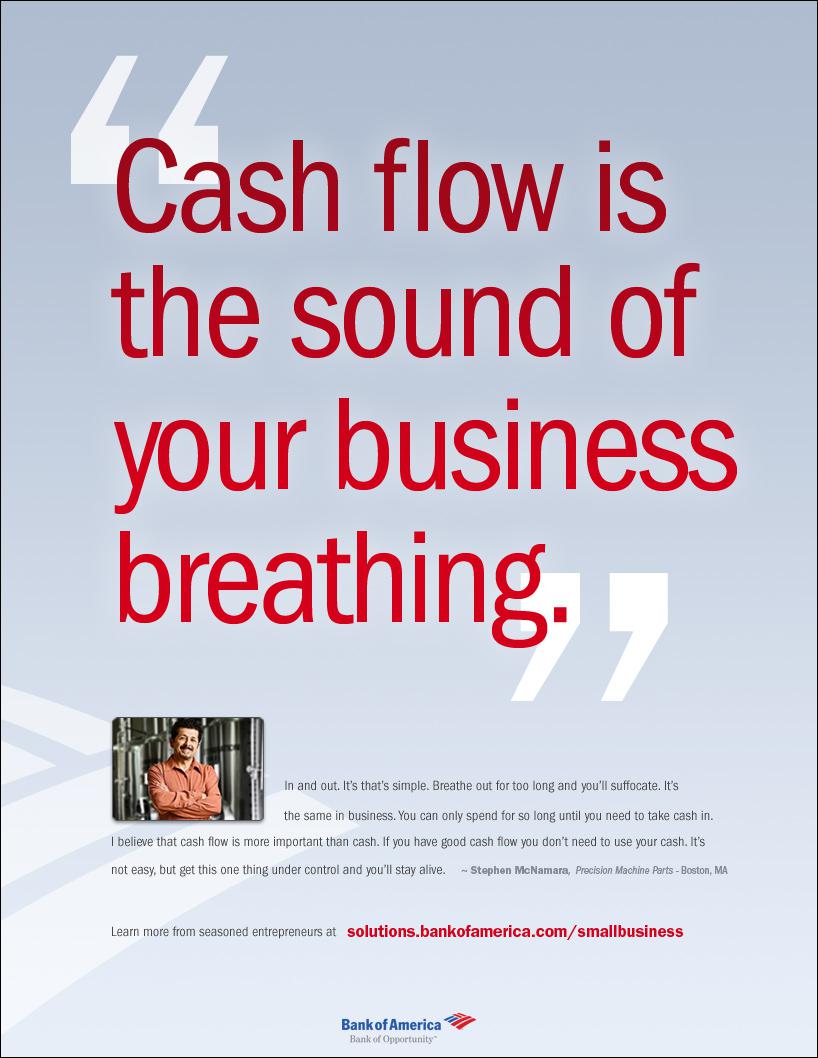 “
Cash flow is
the sound of
your business
breathing.
”
In and out. It’s that’s simple. Breathe out for too long and you’ll suffocate. It’s
the same in business. You can only spend for so long until you need to take cash in.
I believe that cash flow is more important than cash. If you have good cash flow you don’t need to use your cash. It’s
not easy, but get this one thing under control and you’ll stay alive. ~ Stephen McNamara, Precision Machine Parts - Boston, MA
Learn more from seasoned entrepreneurs at solutions.bankofamerica.com/smallbusiness
Bank of America
Bank of Opportunity™